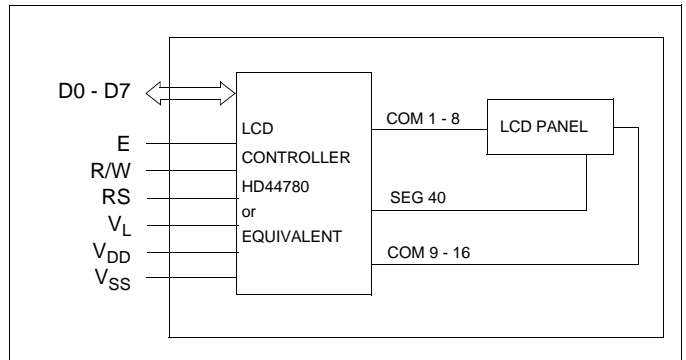 D0 - D7
E
R/W
RS
VL
VDD
VSS
LCD
CONTROLLER
HD44780
or
EQUIVALENT
COM 1 - 8
SEG 40
COM 9 - 16
LCD PANEL